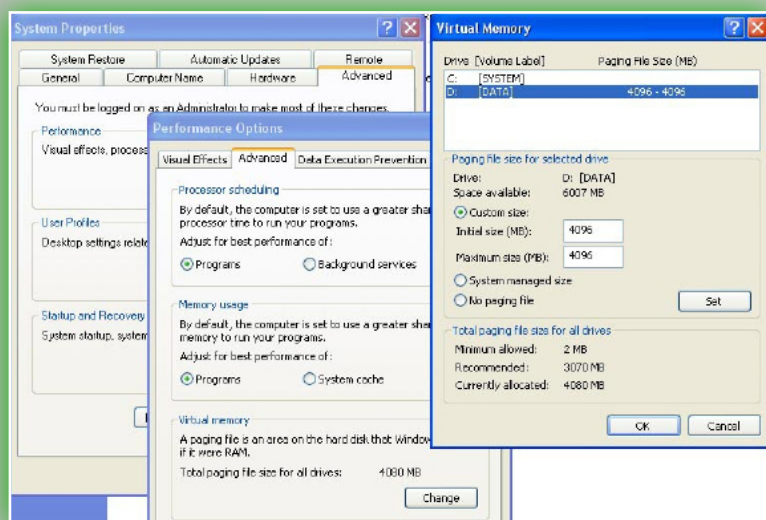 System Properties
System Restore
Automatic Updates
Remote
General
Computer Name
Hardware
Advanced
You must be logged on as an Administrator to make most of these changes.
Performance
Visual effects, process
User Profiles
Desktop settings relate
Startup and Recovery
System startup, system
Performance Options
Visual Effects
Advanced
Data Execution Prevention
Processor scheduling
By default, the computer is set to use a greater shar
processor time to run your programs.
Adjust for best performance of:
Programs
Background services
Memory usage
By default, the computer is set to use a greater shar
memory to run your programs.
Adjust for best performance of:
Programs
System cache
Virtual memory
A paging file is an area on the hard disk that Window
if it were RAM.
Total paging file size for all drives: 4080 MB
Change
Virtual Memory
Drive [Volume Label] Paging File Size (MB)
C: [SYSTEM]
D: [DATA] 4096 - 4096
Paging file size for selected drive
Drive: D: [DATA]
Space available: 6007 MB
Custom size:
Initial size (MB): 4096
Maximum size (MB): 4096
System managed size
No paging file
Set
Total paging file size for all drives
Minimum allowed: 2 MB
Recommended: 3070 MB
Currently allocated: 4080 MB
OK
Cancel